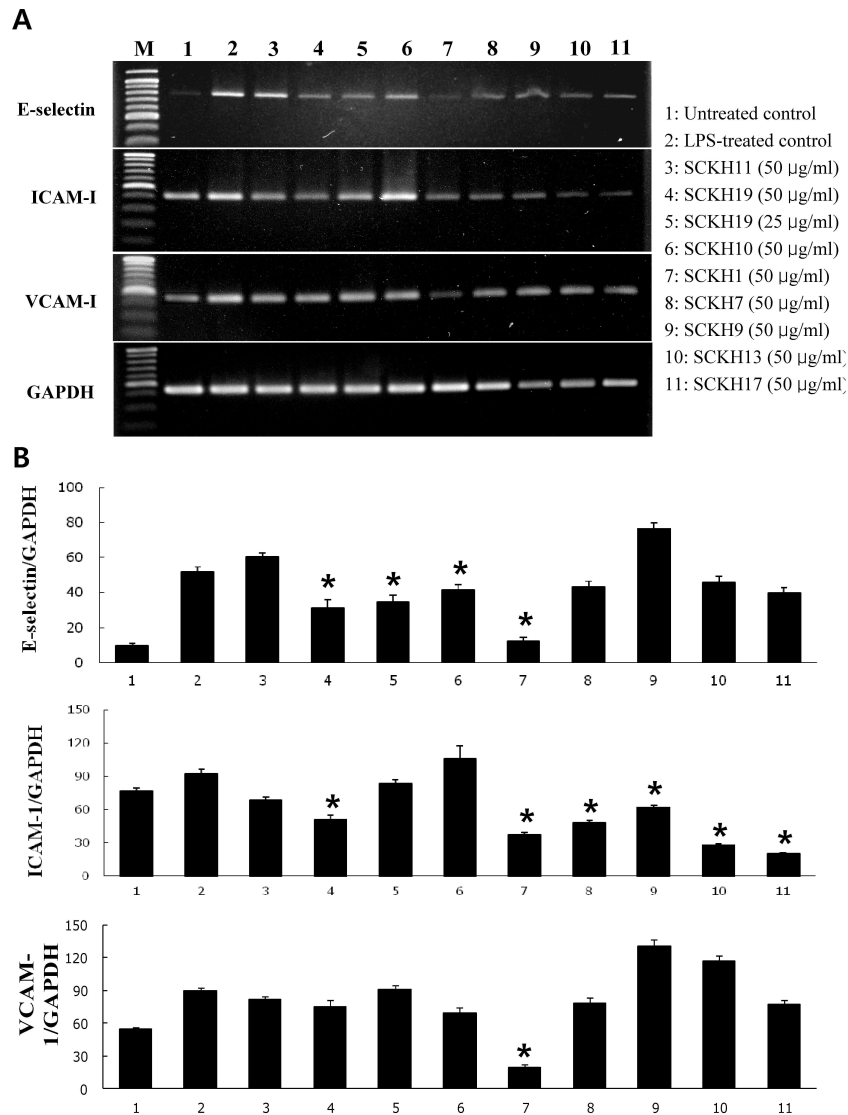 A
M 1 2 3 4 5 6 7 8 9 10 11
E-selectin
ICAM-I
VCAM-I
GAPDH
1: Untreated control
2: LPS-treated control
3: SCKH11 (50 µg/ml)
4: SCKH19 (50 µg/ml)
5: SCKH19 (25 µg/ml)
6: SCKH10 (50 µg/ml)
7: SCKH1 (50 µg/ml)
8: SCKH7 (50 µg/ml)
9: SCKH9 (50 µg/ml)
10: SCKH13 (50 µg/ml)
11: SCKH17 (50 µg/ml)
B
E-selectin/GAPDH
100
80
60
40
20
0
* * * *
1 2 3 4 5 6 7 8 9 10 11
ICAM-1/GAPDH
150
120
90
60
30
0
* * * * * *
1 2 3 4 5 6 7 8 9 10 11
VCAM-
1/GAPDH
150
120
90
60
30
0
*
1 2 3 4 5 6 7 8 9 10 11